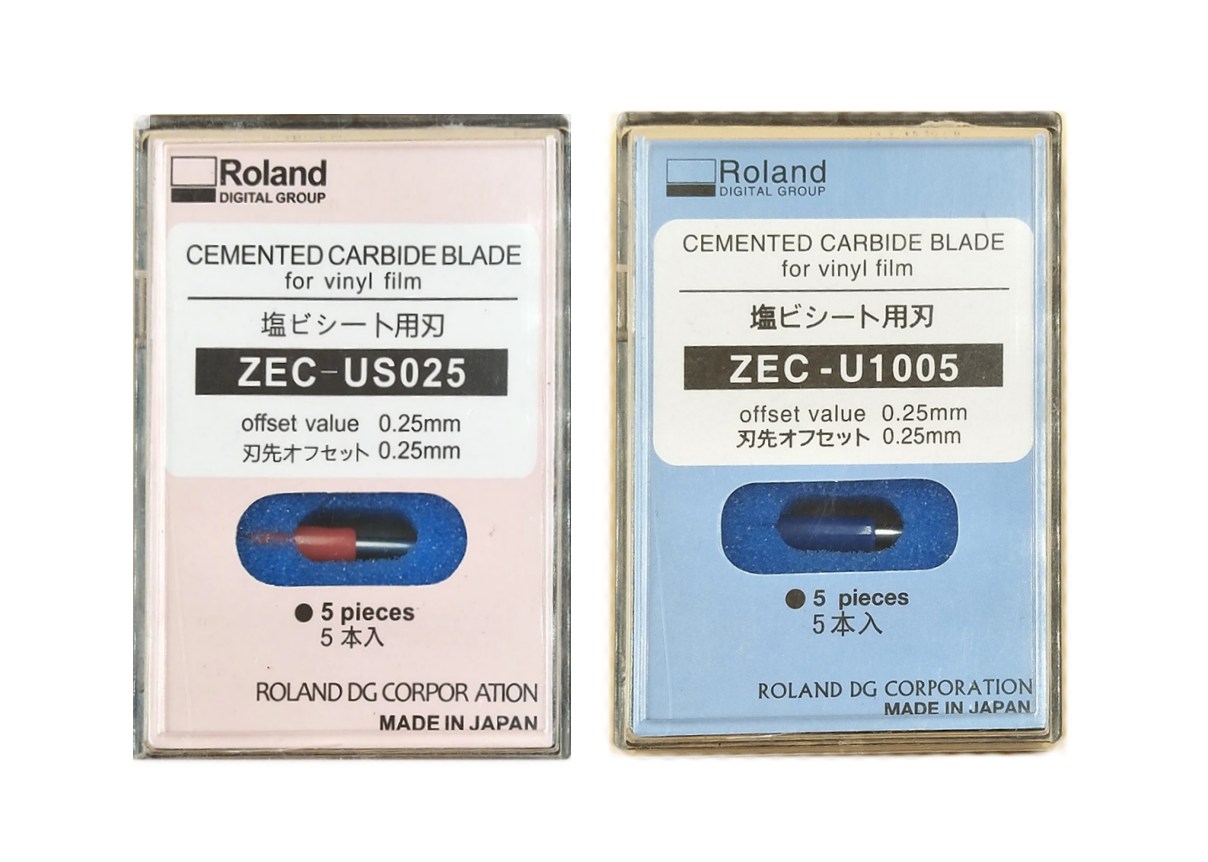 Roland
DIGITAL GROUP
CEMENTED CARBIDE BLADE
for vinyl film
塩ビシート用刃
ZEC-US025
offset value 0.25mm
刃先オフセット 0.25mm
● 5 pieces
5本入
ROLAND DG CORPOR ATION
MADE IN JAPAN
Roland
DIGITAL GROUP
CEMENTED CARBIDE BLADE
for vinyl film
塩ビシート用刃
ZEC-U1005
offset value 0.25mm
刃先オフセット 0.25mm
● 5 pieces
5本入
ROLAND DG CORPORATION
MADE IN JAPAN